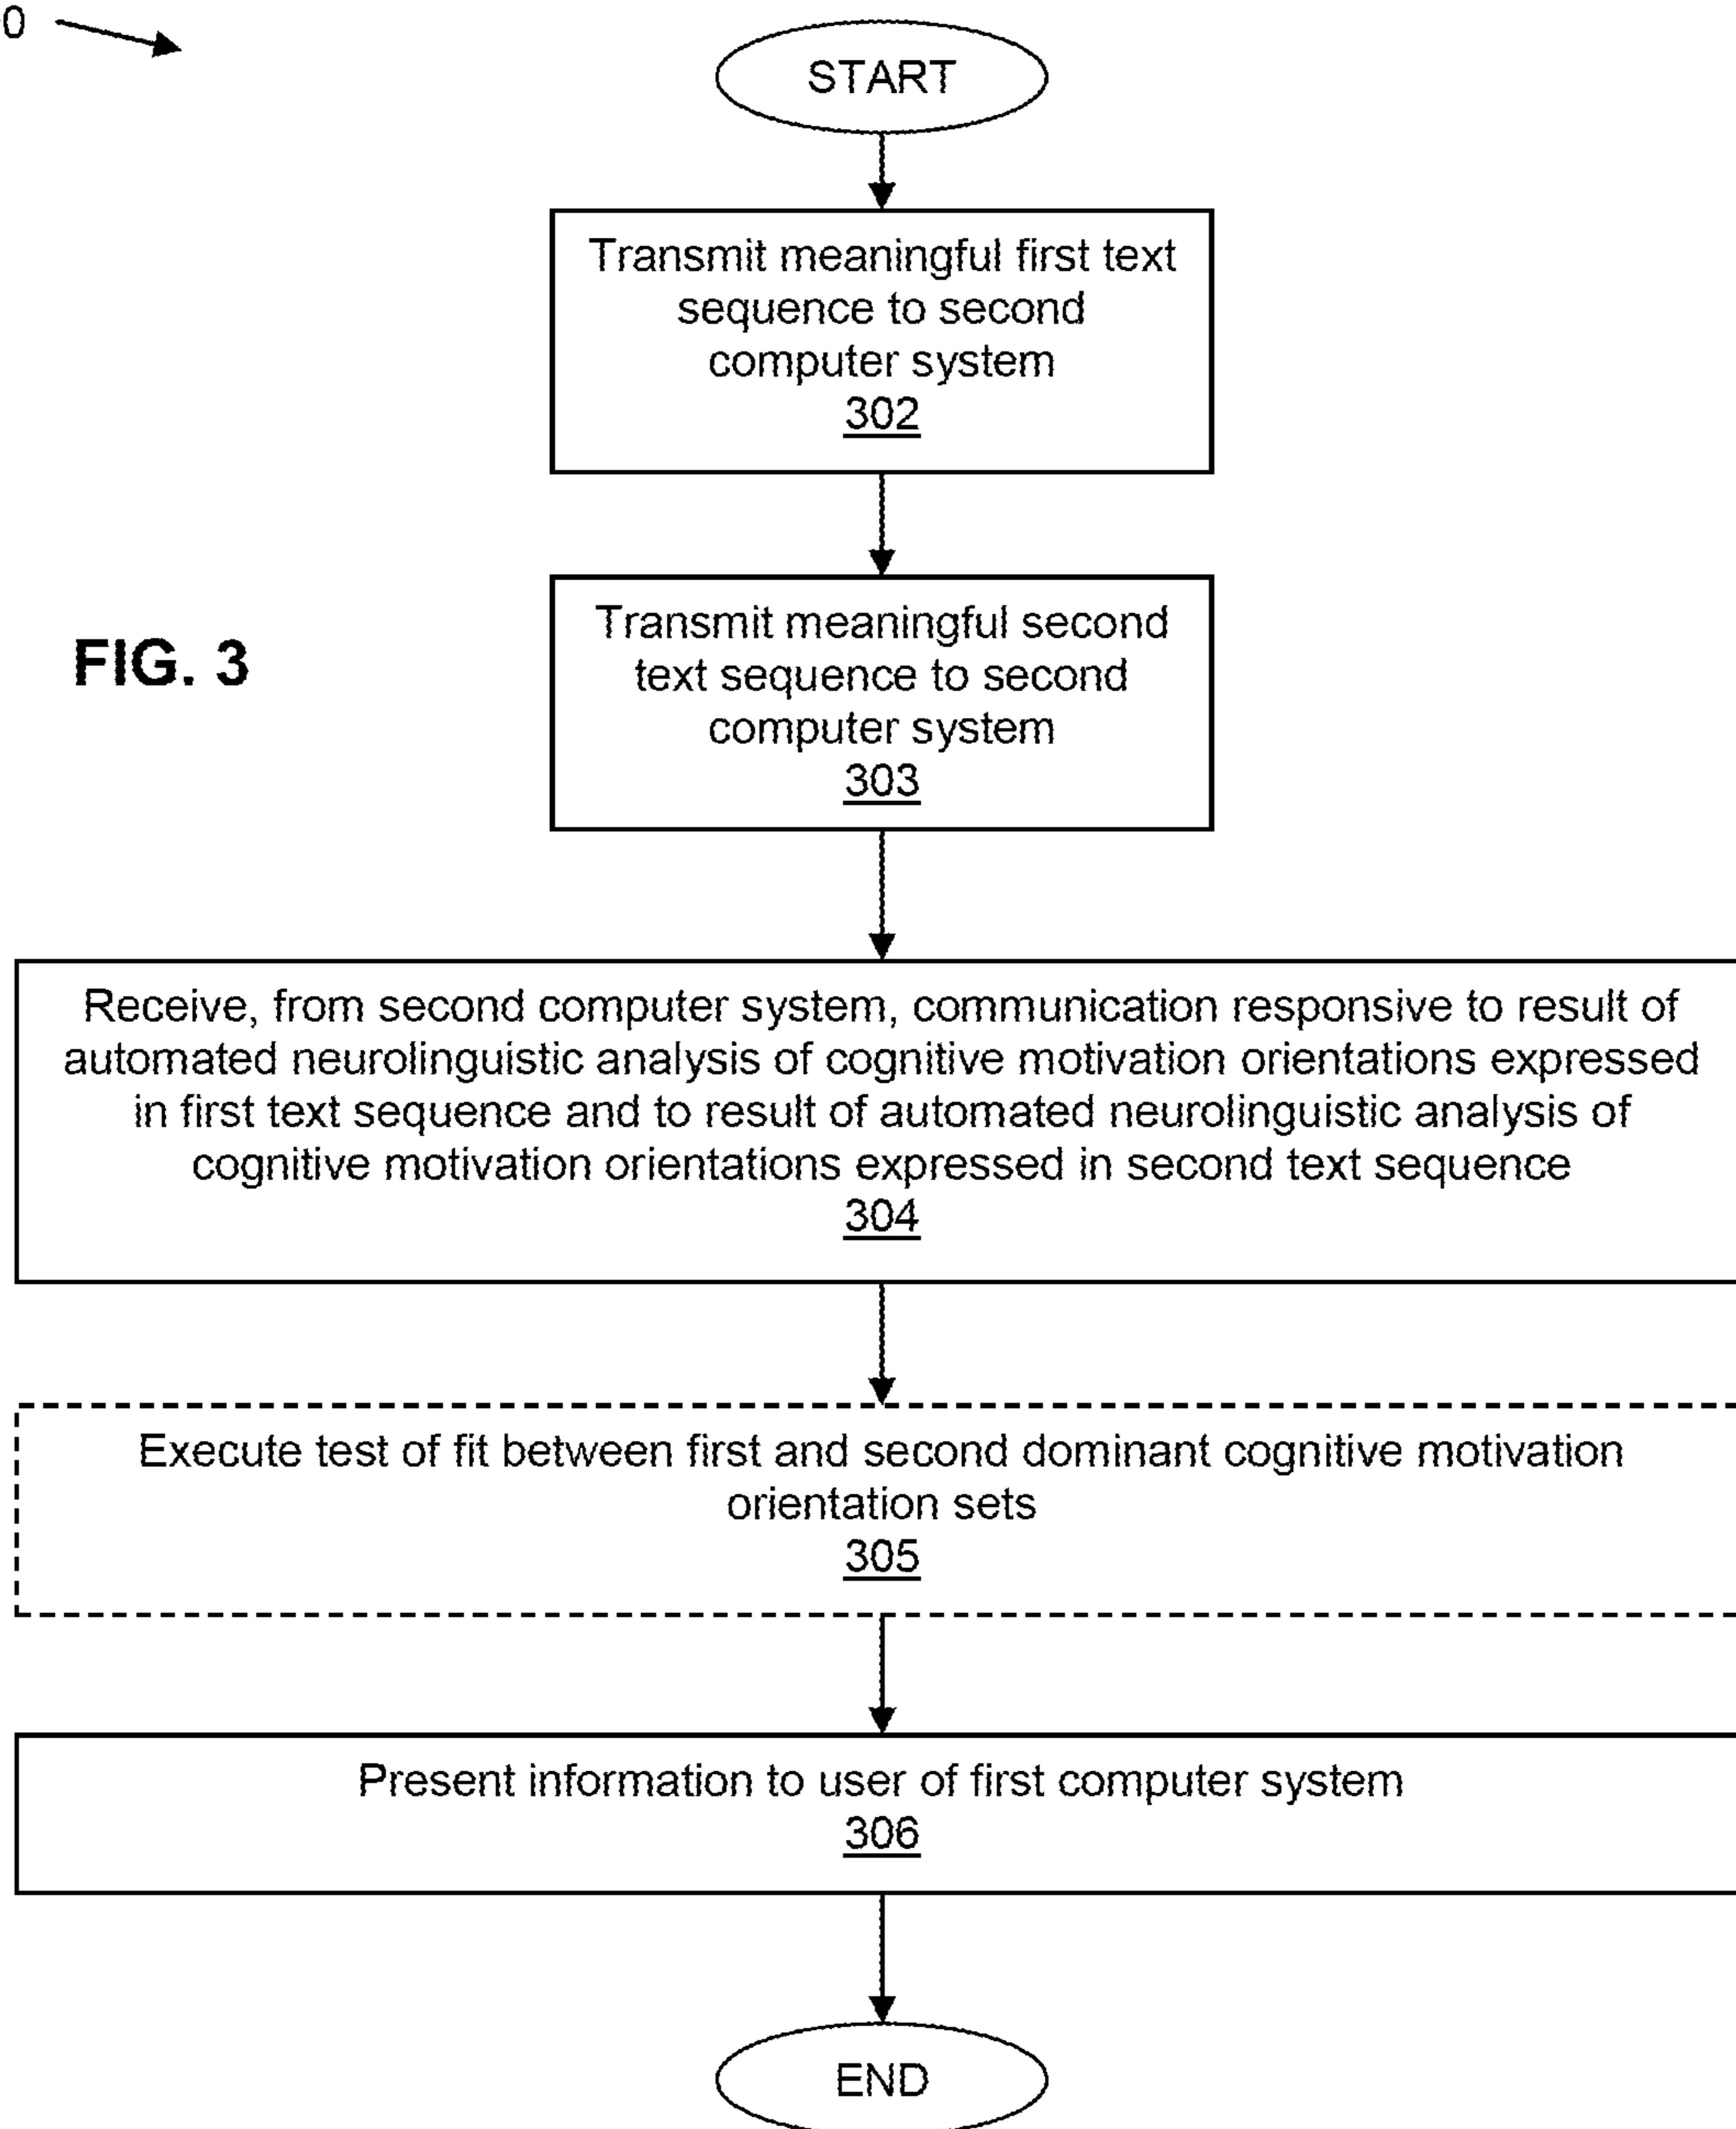 0
START
Transmit meaningful first text
sequence to second
computer system
302
FIG. 3
Transmit meaningful second
text sequence to second
computer system
303
Receive, from second computer system, communication responsive to result of
automated neurolinguistic analysis of cognitive motivation orientations expressed
in first text sequence and to result of automated neurolinguistic analysis of
cognitive motivation orientations expressed in second text sequence
304
Execute test of fit between first and second dominant cognitive motivation
orientation sets
305
Present information to user of first computer system
306
END